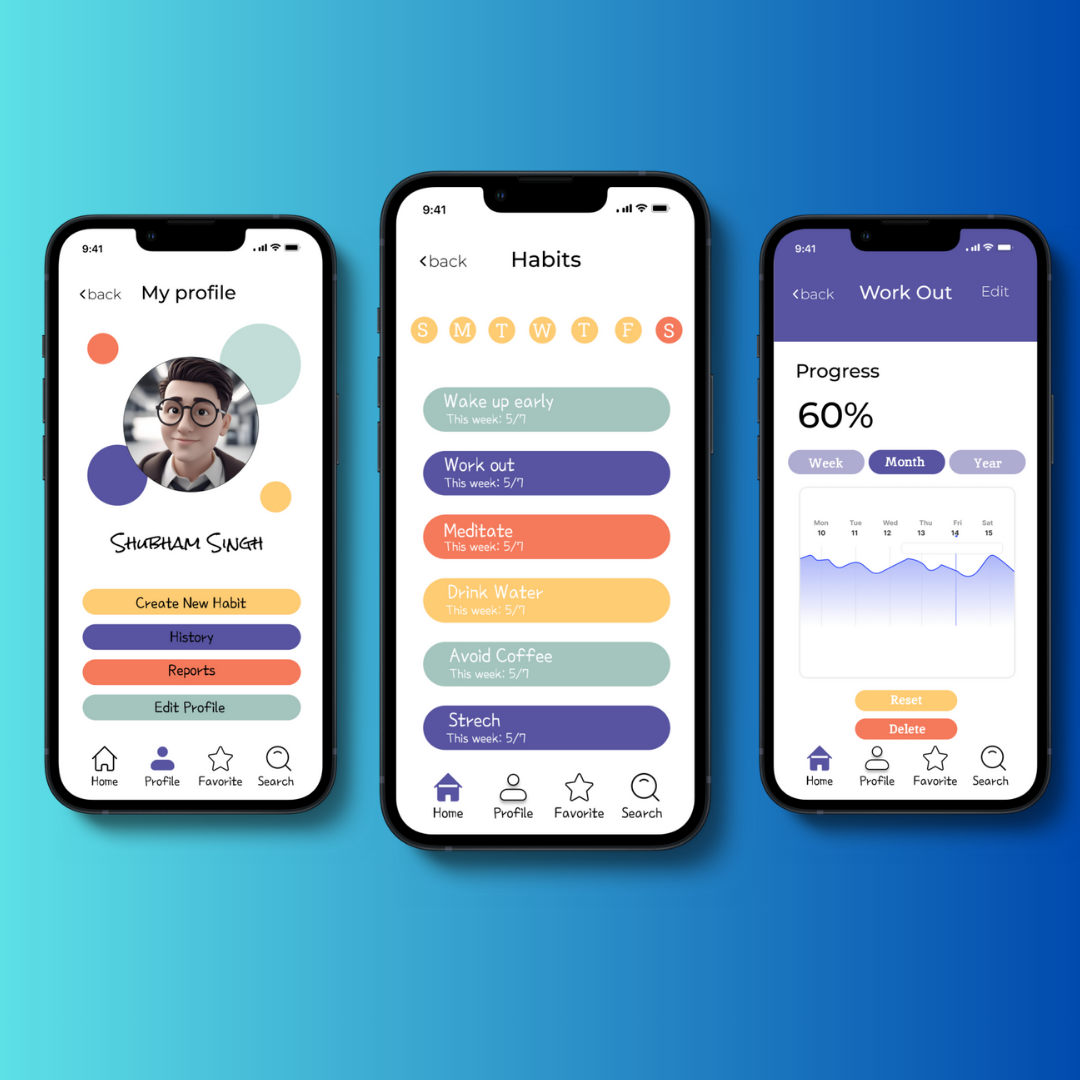 9:41
‹back My profile
Shubham Singh
Create New Habit
History
Reports
Edit Profile
Home Profile Favorite Search
9:41
‹back Habits
S M T W T F S
Wake up early
This week: 5/7
Work out
This week: 5/7
Meditate
This week: 5/7
Drink Water
This week: 5/7
Avoid Coffee
This week: 5/7
Strech
This week: 5/7
Home Profile Favorite Search
9:41
‹back Work Out Edit
Progress
60%
Week Month Year
Mon Tue Wed Thu Fri Sat
10 11 12 13 14 15
Reset
Delete
Home Profile Favorite Search